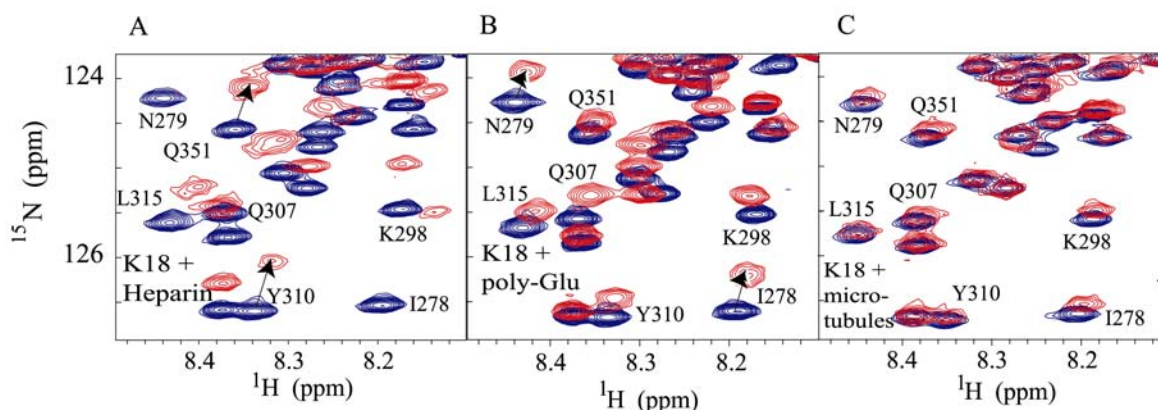 A
B
C
15N (ppm)
124
126
N279
Q351
L315
Q307
K298
K18 +
Heparin
Y310
I278
8.4
8.3
8.2
1H (ppm)
N279
Q351
Q307
L315
K298
K18 +
poly-Glu
Y310
I278
8.4
8.3
8.2
1H (ppm)
N279
Q351
Q307
L315
K298
K18 +
micro-
tubules
Y310
I278
8.4
8.3
8.2
1H (ppm)